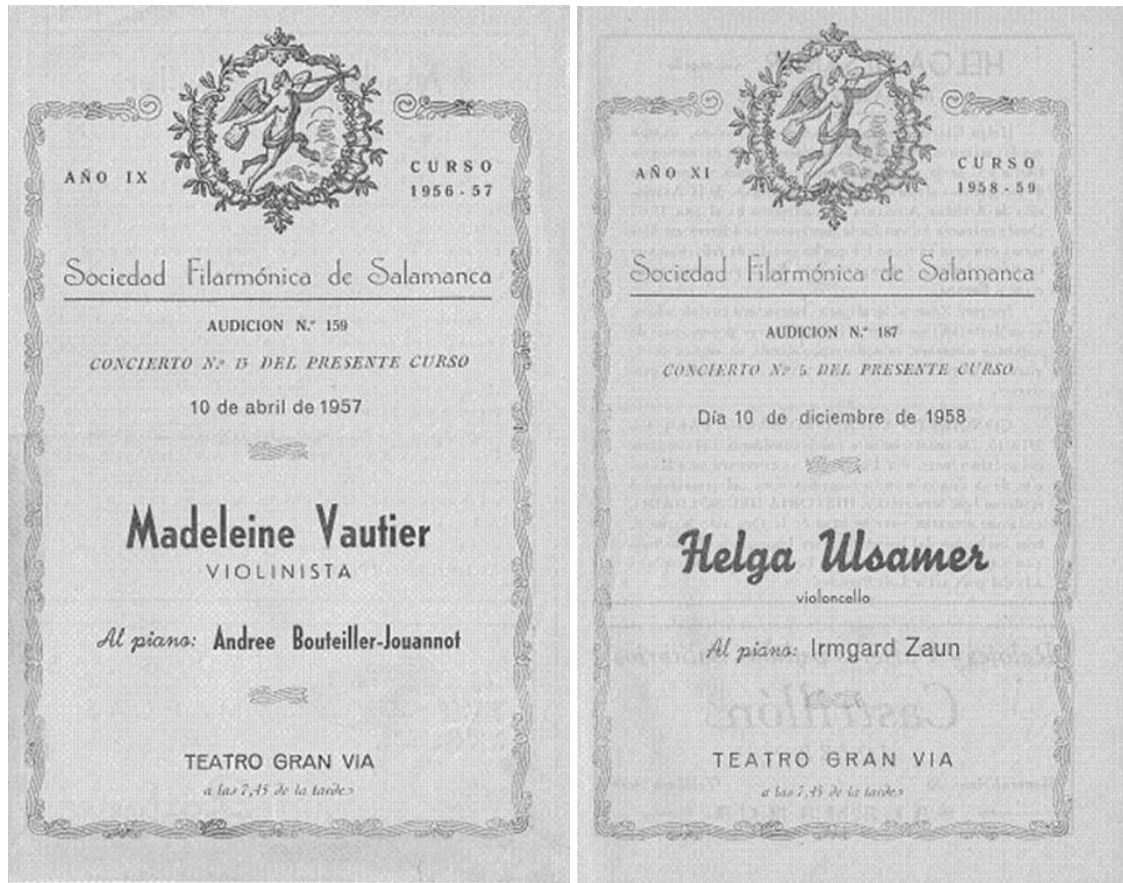 AÑO IX
CURSO
1956-57
Sociedad Filarmónica de Salamanca
AUDICION N.º 159
CONCIERTO N.º 13 DEL PRESENTE CURSO
10 de abril de 1957
Madeleine Vautier
VIOLINISTA
Al piano: Andree Bouteiller-Jouannot
TEATRO GRAN VIA
a las 7,45 de la tarde
AÑO XI
CURSO
1958-59
Sociedad Filarmónica de Salamanca
AUDICION N.º 187
CONCIERTO N.º 5 DEL PRESENTE CURSO
Día 10 de diciembre de 1958
Helga Ulsamer
violoncello
Al piano: Irmgard Zaun
TEATRO GRAN VIA
a las 7,45 de la tarde